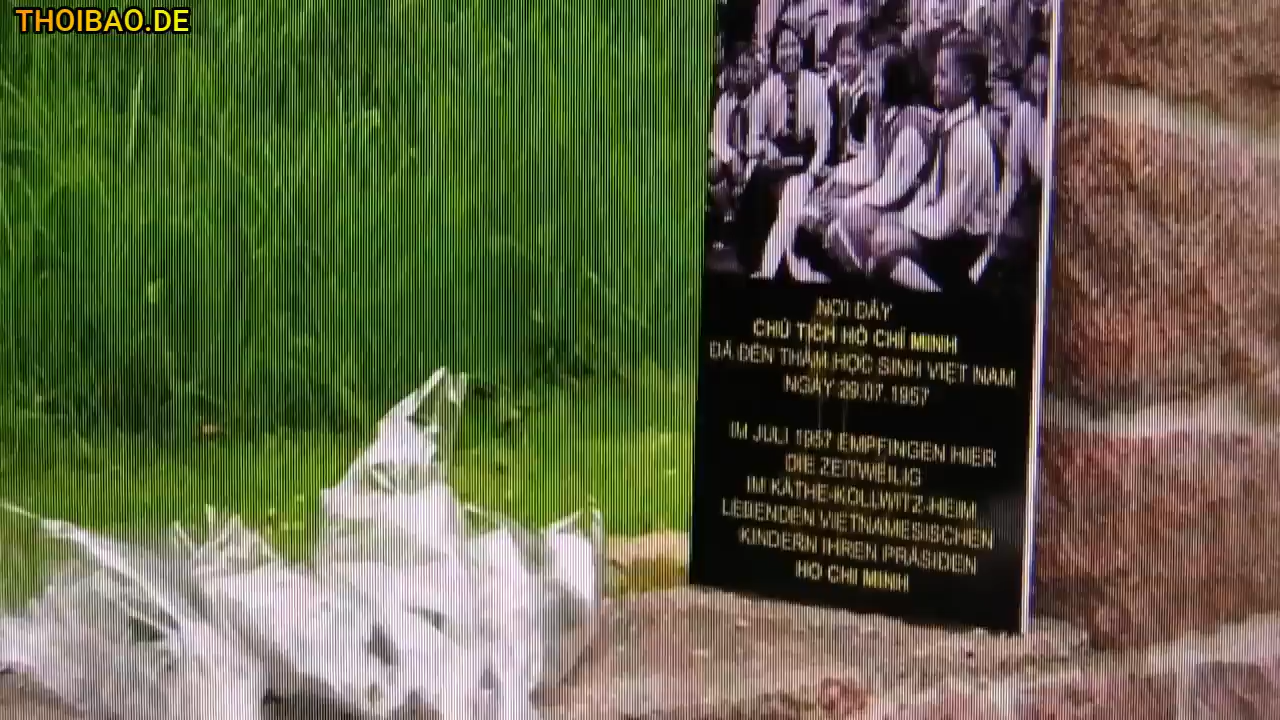 THOIBAO.DE
NƠI ĐÂY
CHỦ TỊCH HỒ CHÍ MINH
ĐÃ ĐẾN THĂM HỌC SINH VIỆT NAM
NGÀY 29.07.1957
IM JULI 1957 EMPFINGEN HIER
DIE ZEITWEILIG
IM KÄTHE-KOLLWITZ-HEIM
LEBENDEN VIETNAMESISCHEN
KINDERN IHREN PRÄSIDEN
HO CHI MINH